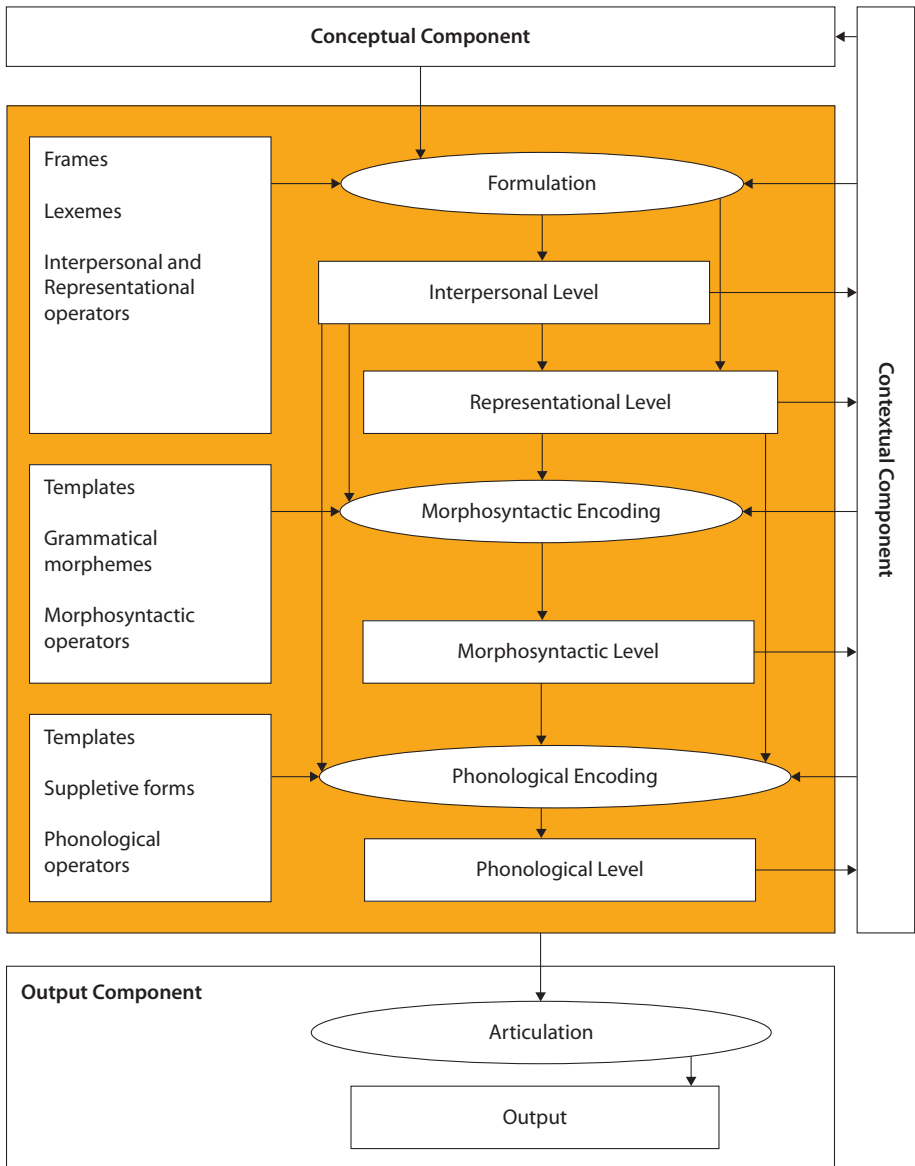 Conceptual Component
Frames
Lexemes
Interpersonal and
Representational
operators
Formulation
Interpersonal Level
Representational Level
Contextual Component
Templates
Grammatical
morphemes
Morphosyntactic
operators
Morphosyntactic Encoding
Morphosyntactic Level
Templates
Suppletive forms
Phonological
operators
Phonological Encoding
Phonological Level
Output Component
Articulation
Output